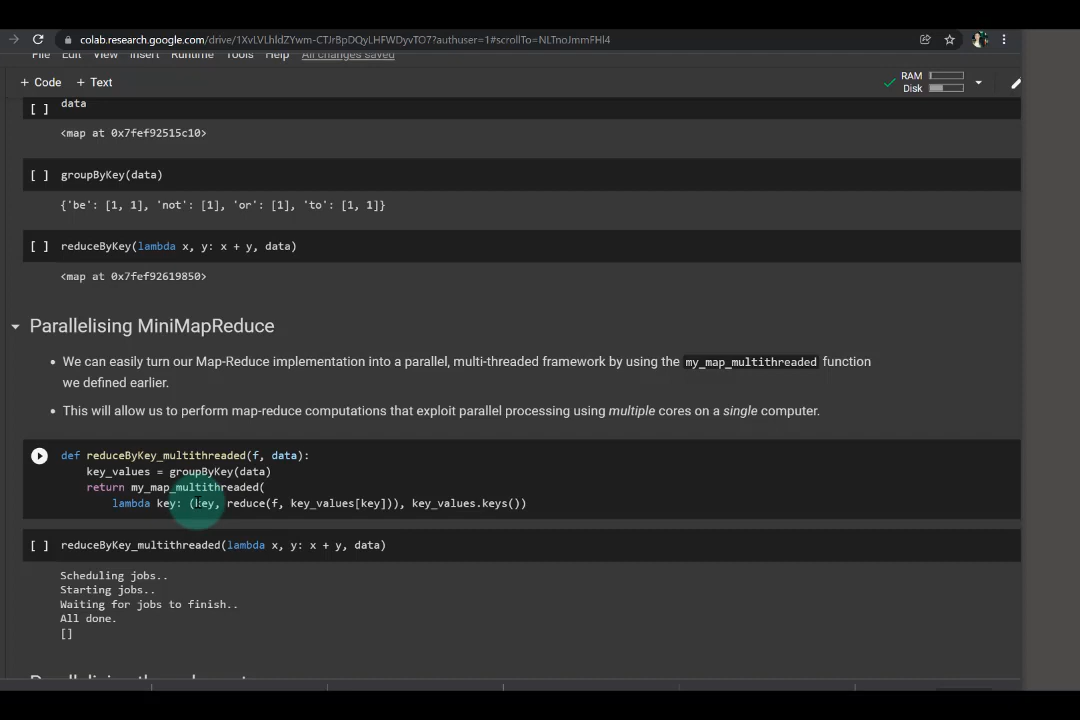 colab.research.google.com/drive/1XvLVLhldZYwm-CTJrBpDQyLHFWDyvTO7?authuser=1#scrollTo=NLTnoJmmFHl4
File Edit View Insert Runtime Tools Help All changes saved
+ Code + Text
RAM
Disk
[ ] data
<map at 0x7fef92515c10>
[ ] groupByKey(data)
{'be': [1, 1], 'not': [1], 'or': [1], 'to': [1, 1]}
[ ] reduceByKey(lambda x, y: x + y, data)
<map at 0x7fef92619850>
Parallelising MiniMapReduce
• We can easily turn our Map-Reduce implementation into a parallel, multi-threaded framework by using the my_map_multithreaded function
we defined earlier.
• This will allow us to perform map-reduce computations that exploit parallel processing using multiple cores on a single computer.
def reduceByKey_multithreaded(f, data):
key_values = groupByKey(data)
return my_map_multithreaded(
lambda key: (key, reduce(f, key_values[key])), key_values.keys())
[ ] reduceByKey_multithreaded(lambda x, y: x + y, data)
Scheduling jobs..
Starting jobs..
Waiting for jobs to finish..
All done.
[]